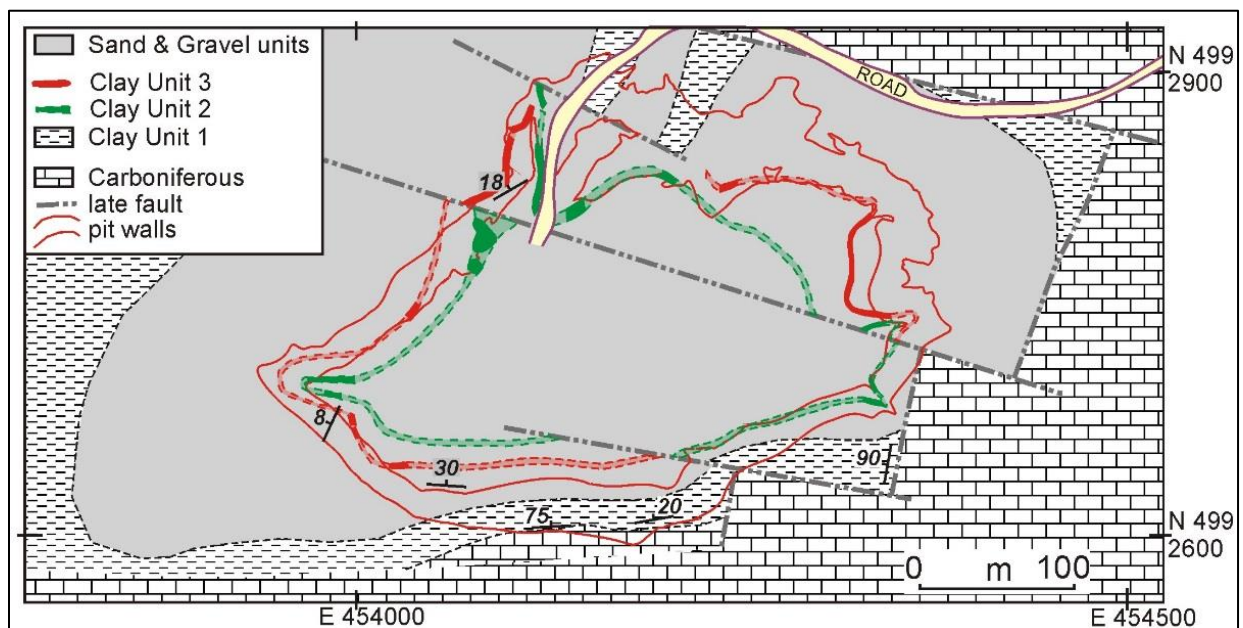 Sand & Gravel units
Clay Unit 3
Clay Unit 2
Clay Unit 1
Carboniferous
late fault
pit walls
ROAD
N 499
2900
18
8
30
75
20
90
N 499
2600
0 m 100
E 454000
E 454500